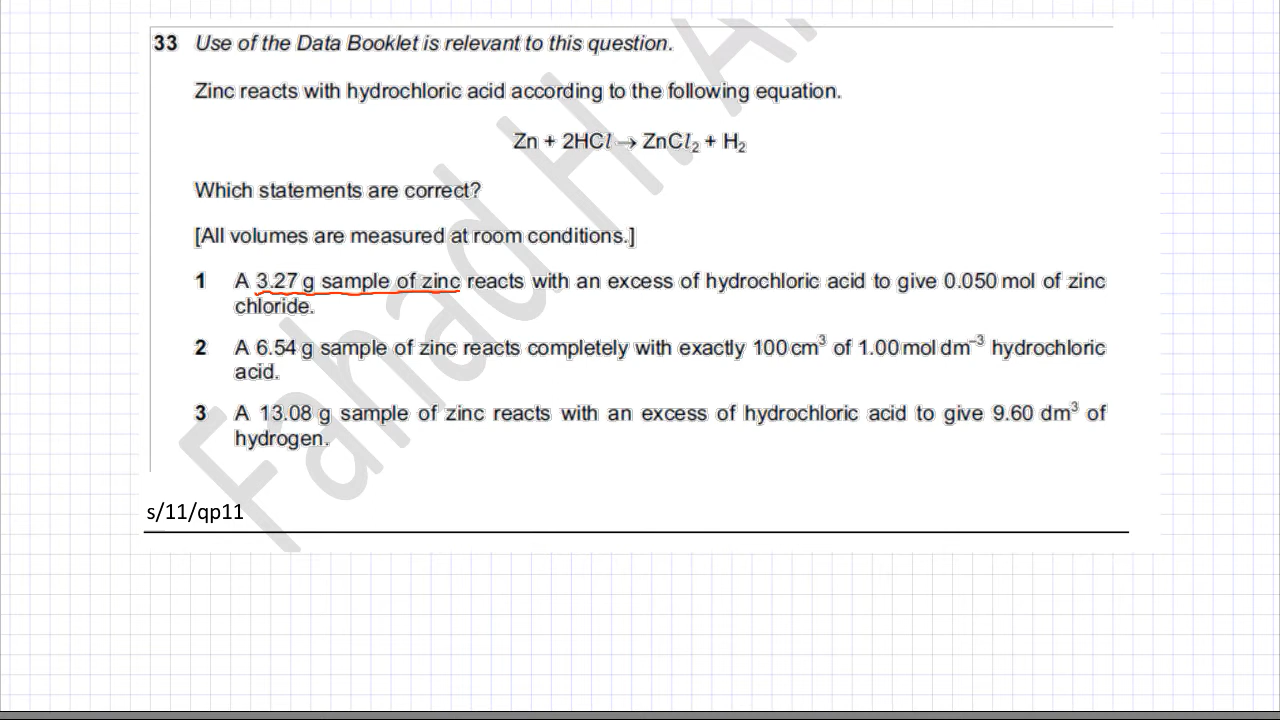 33 Use of the Data Booklet is relevant to this question.
Zinc reacts with hydrochloric acid according to the following equation.
Zn + 2HCl → ZnCl₂ + H₂
Which statements are correct?
[All volumes are measured at room conditions.]
1 A 3.27 g sample of zinc reacts with an excess of hydrochloric acid to give 0.050 mol of zinc
chloride.
2 A 6.54 g sample of zinc reacts completely with exactly 100 cm³ of 1.00 mol dm⁻³ hydrochloric
acid.
3 A 13.08 g sample of zinc reacts with an excess of hydrochloric acid to give 9.60 dm³ of
hydrogen.
s/11/qp11
Fahad H. A